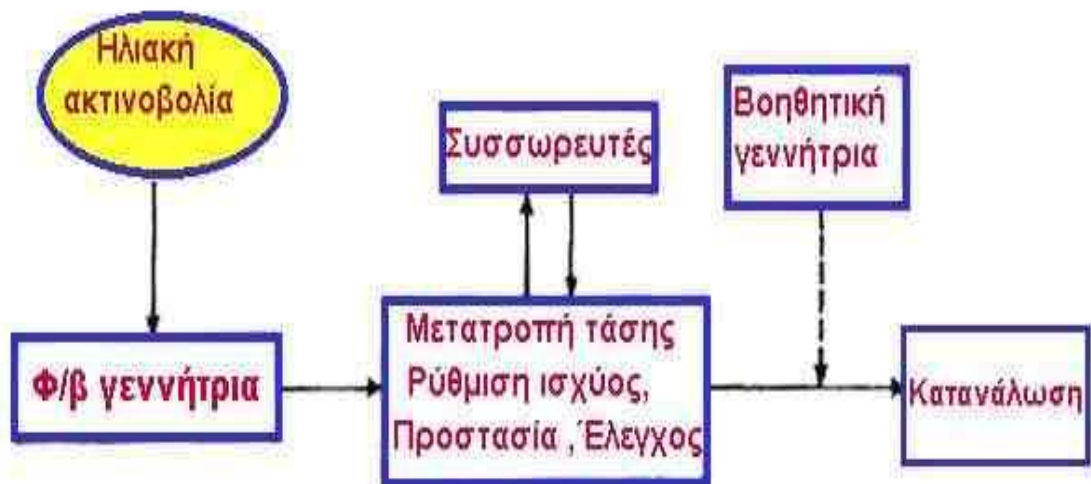 Ηλιακή
ακτινοβολία
Συσσωρευτές
Βοηθητική
γεννήτρια
Φ/β γεννήτρια
Μετατροπή τάσης
Ρύθμιση ισχύος,
Προστασία ,Έλεγχος
Κατανάλωση